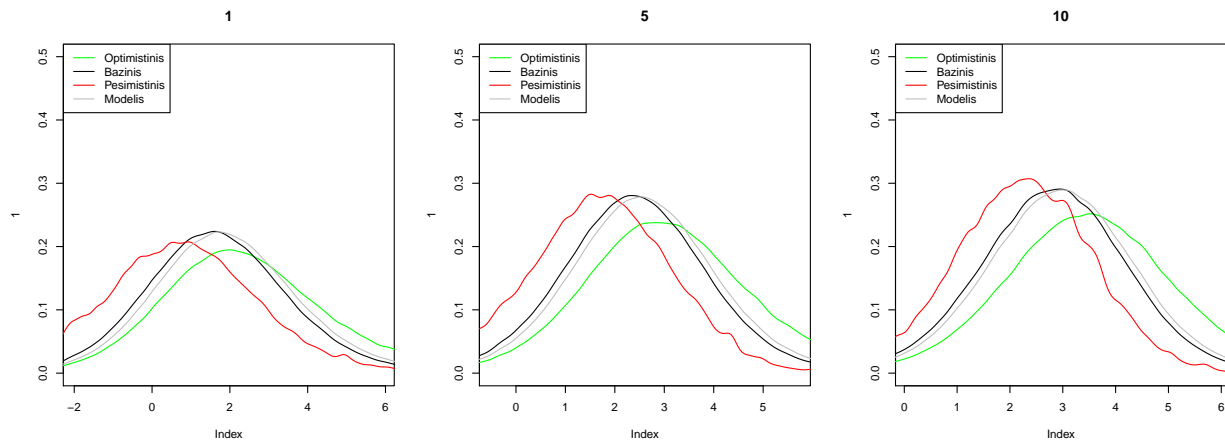 1
0.5
0.4
0.3
0.2
0.1
0.0
1
Optimistinis
Bazinis
Pesimistinis
Modelis
−2 0 2 4 6
Index
5
0.5
0.4
0.3
0.2
0.1
0.0
1
Optimistinis
Bazinis
Pesimistinis
Modelis
0 1 2 3 4 5
Index
10
0.5
0.4
0.3
0.2
0.1
0.0
1
Optimistinis
Bazinis
Pesimistinis
Modelis
0 1 2 3 4 5 6
Index